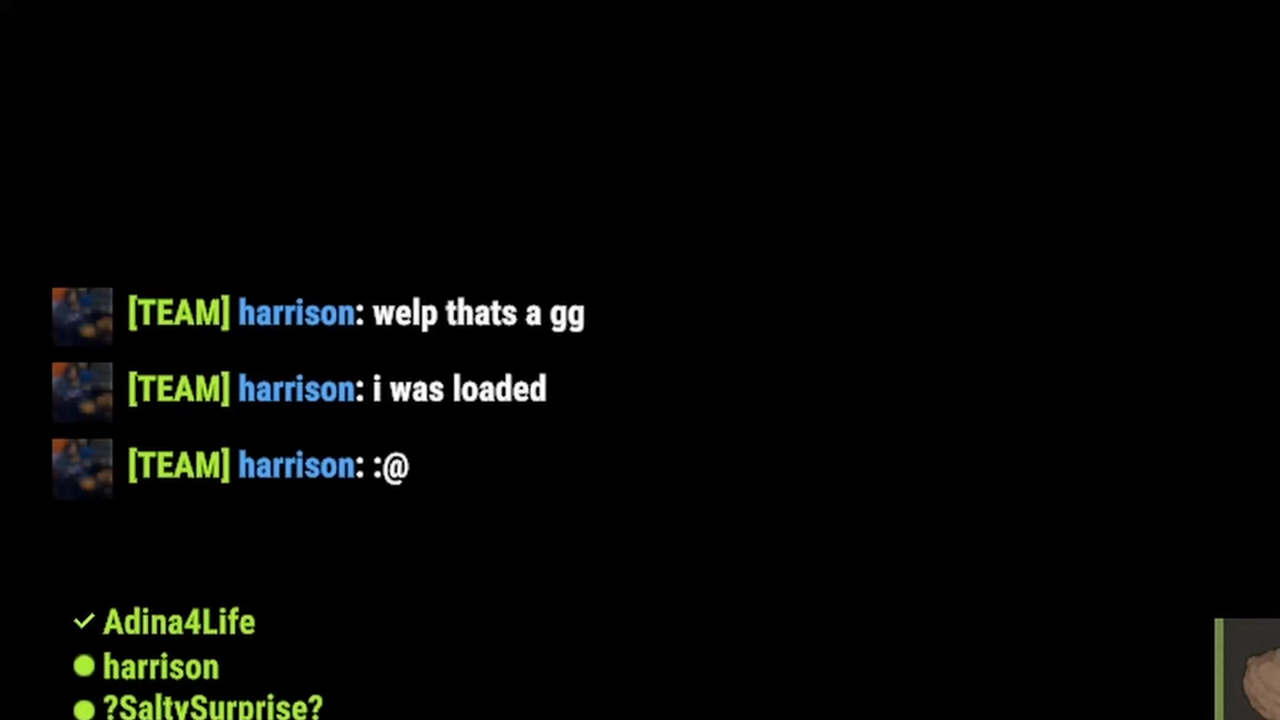 [TEAM] harrison: welp thats a gg
[TEAM] harrison: i was loaded
[TEAM] harrison: :@
Adina4Life
harrison
?SaltySurprise?